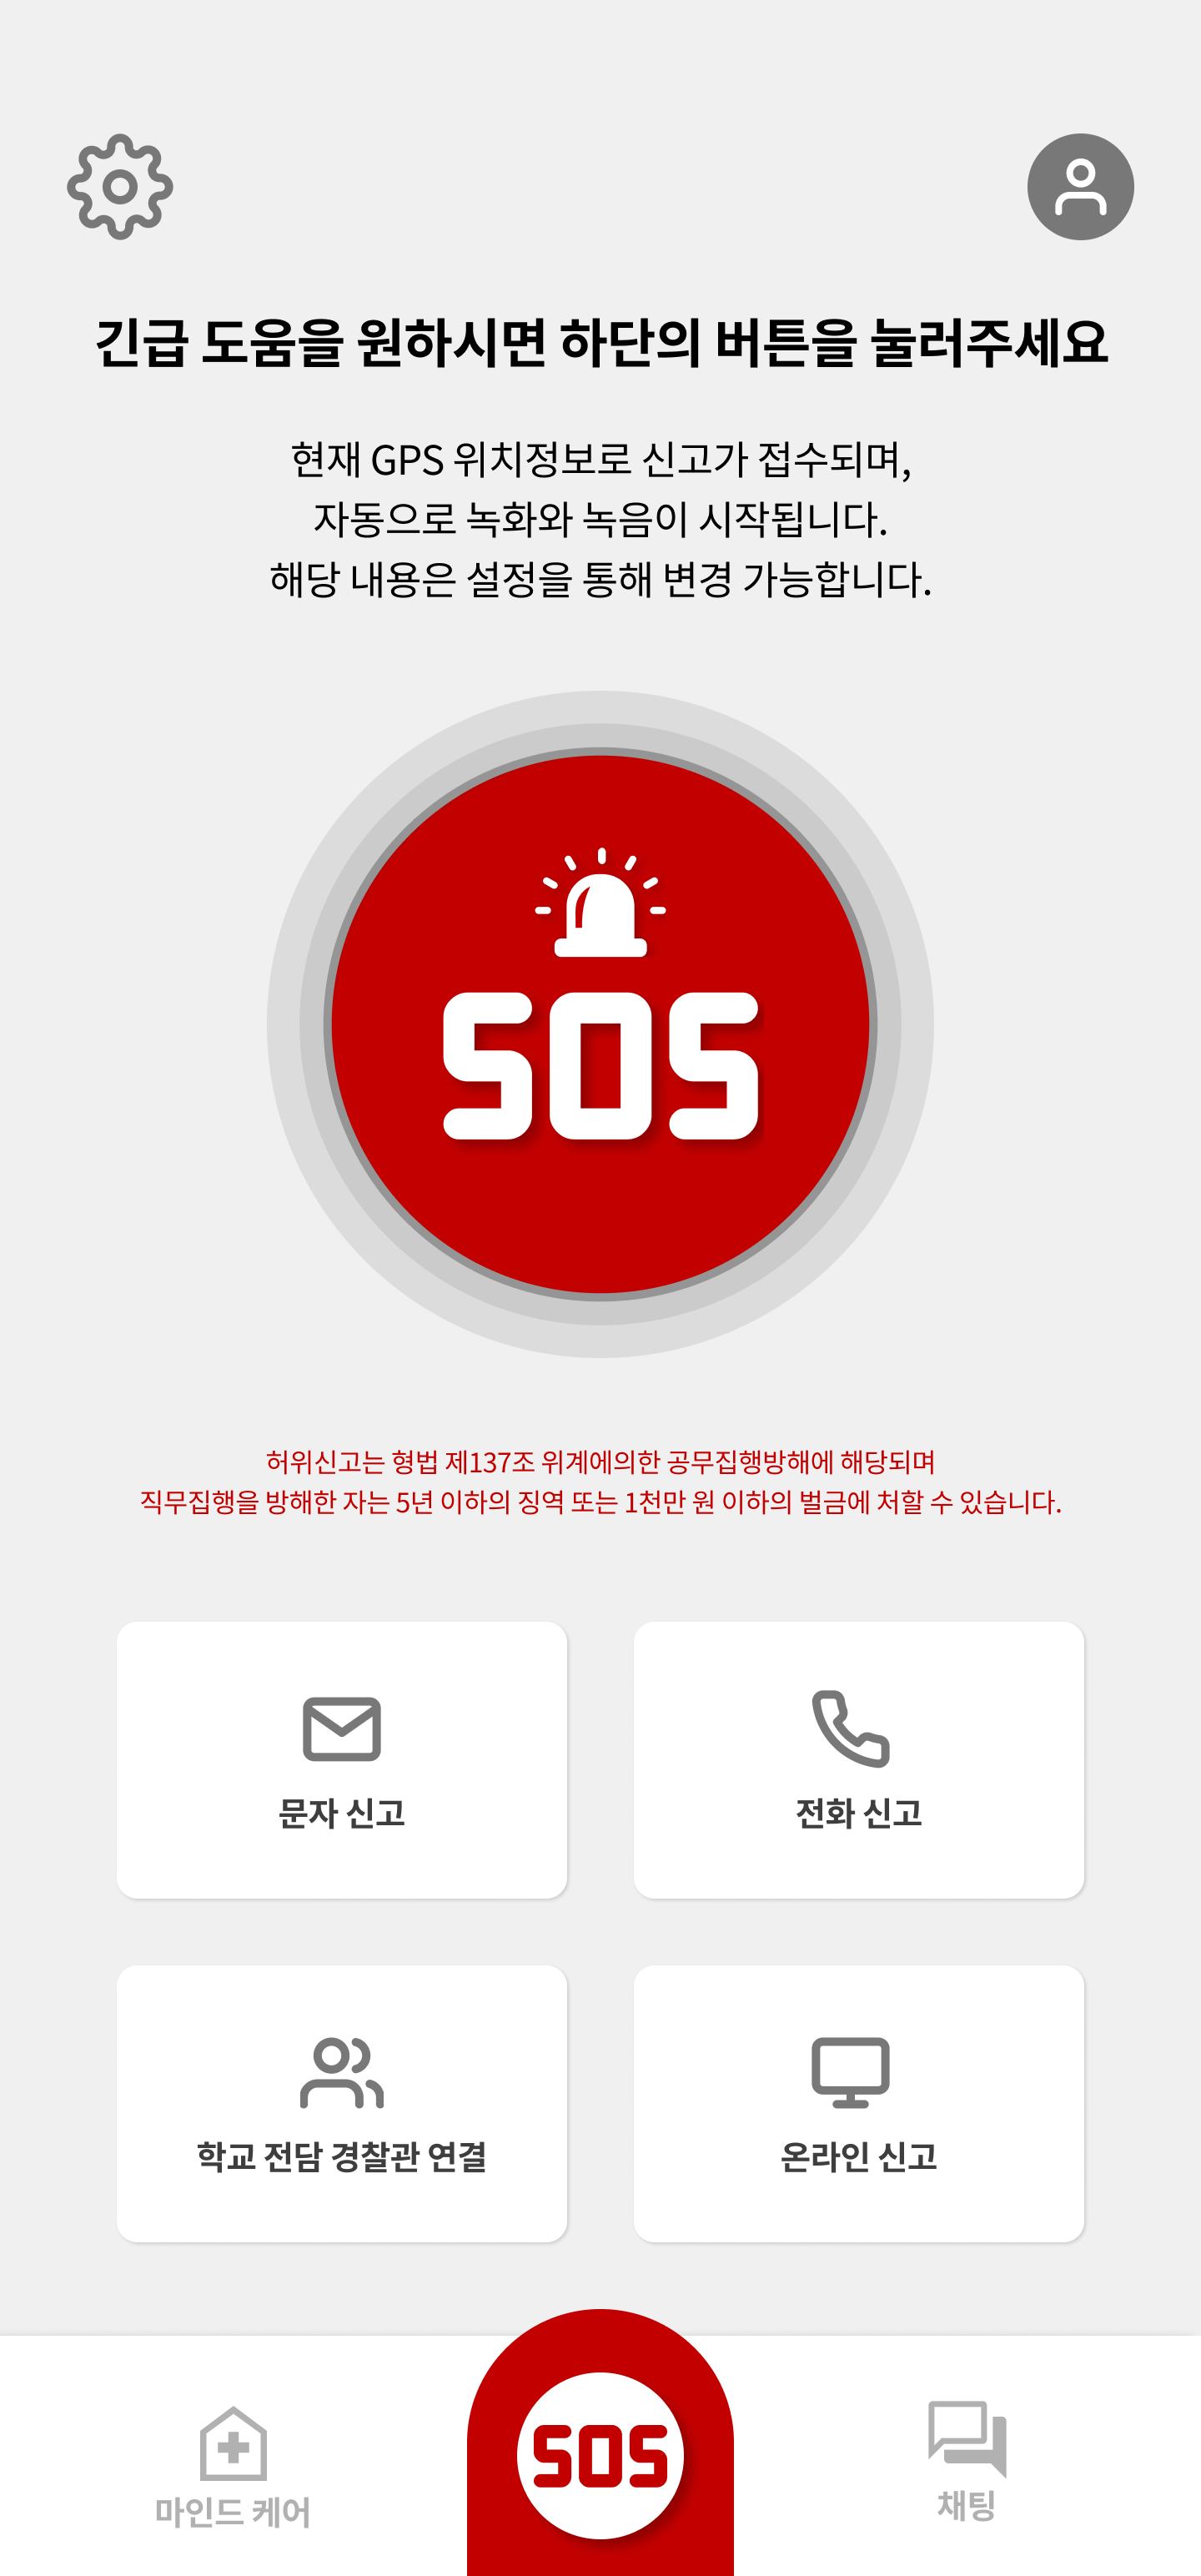 긴급 도움을 원하시면 하단의 버튼을 눌러주세요
현재 GPS 위치정보로 신고가 접수되며,
자동으로 녹화와 녹음이 시작됩니다.
해당 내용은 설정을 통해 변경 가능합니다.
SOS
허위신고는 형법 제137조 위계에의한 공무집행방해에 해당되며
직무집행을 방해한 자는 5년 이하의 징역 또는 1천만 원 이하의 벌금에 처할 수 있습니다.
문자 신고
전화 신고
학교 전담 경찰관 연결
온라인 신고
마인드 케어
SOS
채팅